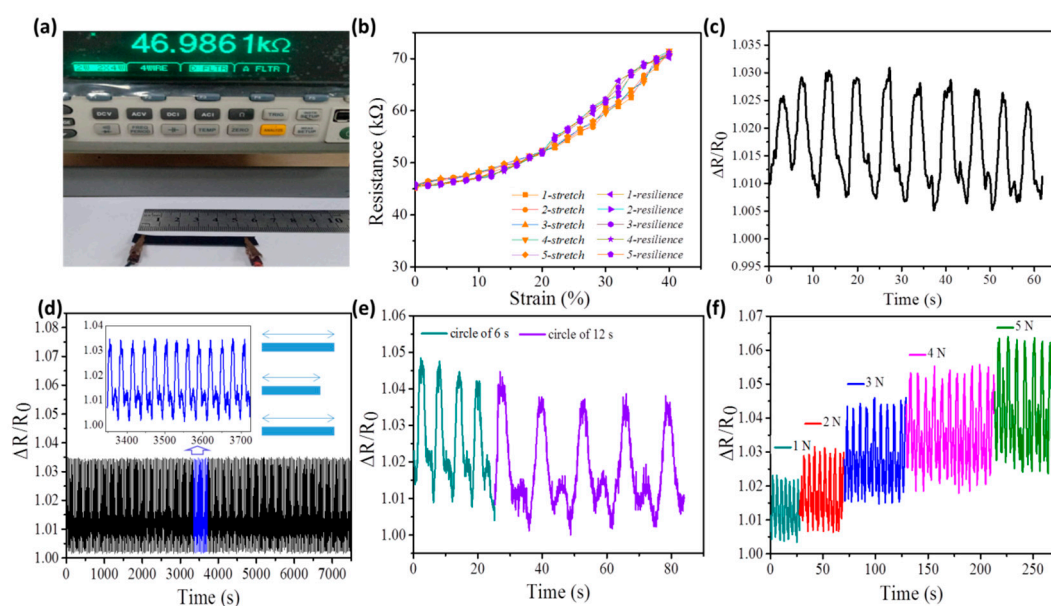 (a)
46.9861kΩ
DCV
ACV
DCI
ACI
Ω
TRIG
TEMP
ZERO
(b)
Resistance (kΩ)
70
60
50
40
30
1-stretch
1-resilience
2-stretch
2-resilience
3-stretch
3-resilience
4-stretch
4-resilience
5-stretch
5-resilience
0 10 20 30 40
Strain (%)
(c)
ΔR/R0
1.030
1.025
1.020
1.015
1.010
1.005
1.000
0.995
0 10 20 30 40 50 60
Time (s)
(d)
ΔR/R0
1.08
1.07
1.06
1.05
1.04
1.03
1.02
1.01
1.00
1.04
1.03
1.01
1.00
3400 3500 3600 3700
0 1000 2000 3000 4000 5000 6000 7000
Time (s)
(e)
ΔR/R0
1.06
1.05
1.04
1.03
1.02
1.01
1.00
circle of 6 s
circle of 12 s
0 20 40 60 80
Time (s)
(f)
ΔR/R0
1.07
1.06
1.05
1.04
1.03
1.02
1.01
1.00
1 N
2 N
3 N
4 N
5 N
0 50 100 150 200 250
Time (s)